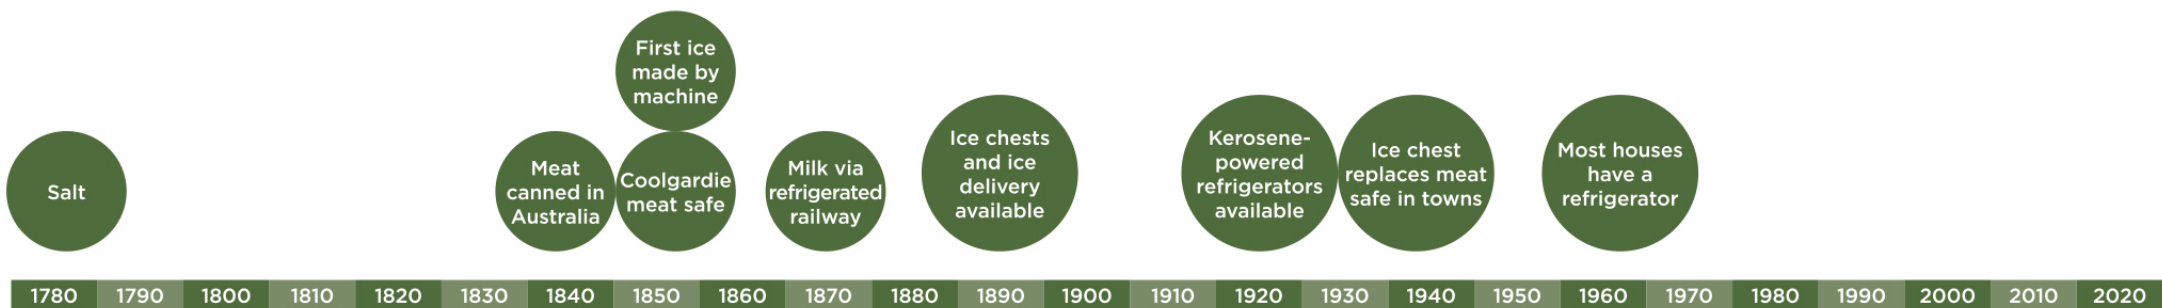 Salt
Meat
canned in
Australia
First ice
made by
machine
Coolgardie
meat safe
Milk via
refrigerated
railway
Ice chests
and ice
delivery
available
Kerosene-
powered
refrigerators
available
Ice chest
replaces meat
safe in towns
Most houses
have a
refrigerator
1780 1790 1800 1810 1820 1830 1840 1850 1860 1870 1880 1890 1900 1910 1920 1930 1940 1950 1960 1970 1980 1990 2000 2010 2020